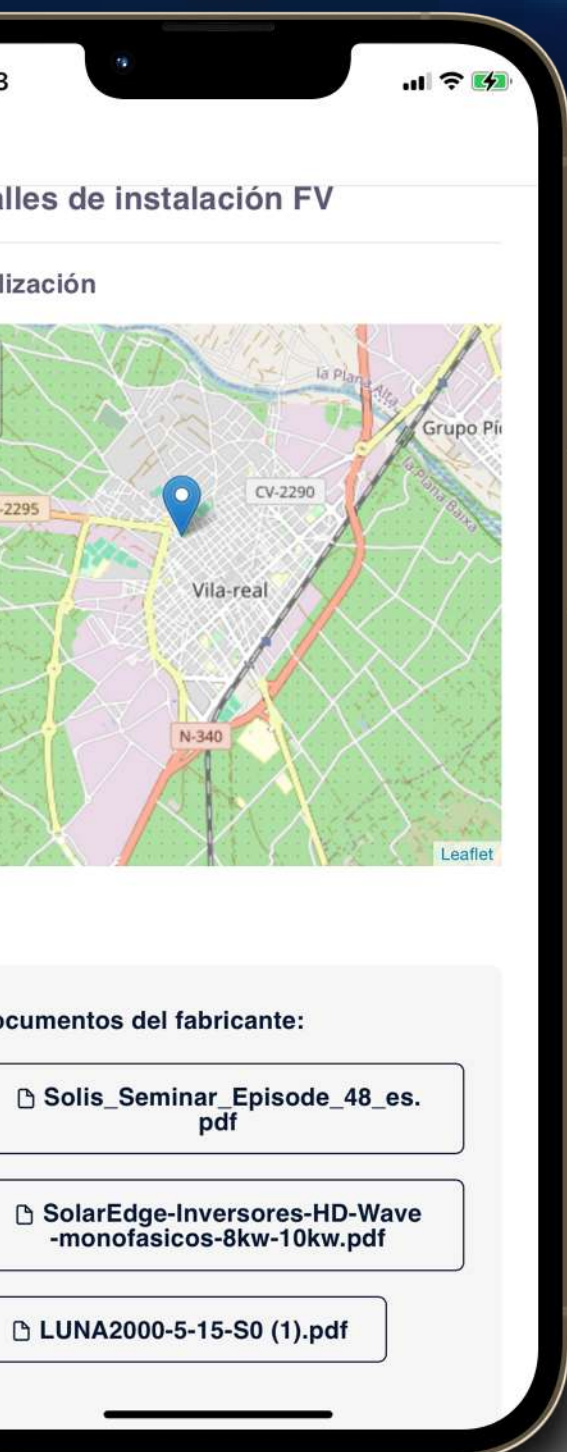 3
alles de instalación FV
lización
la Plana Alta
Grupo Pi
CV-2290
-2295
la Plana Baixa
Vila-real
N-340
Leaflet
ocumentos del fabricante:
Solis_Seminar_Episode_48_es.
pdf
SolarEdge-Inversores-HD-Wave
-monofasicos-8kw-10kw.pdf
LUNA2000-5-15-S0 (1).pdf